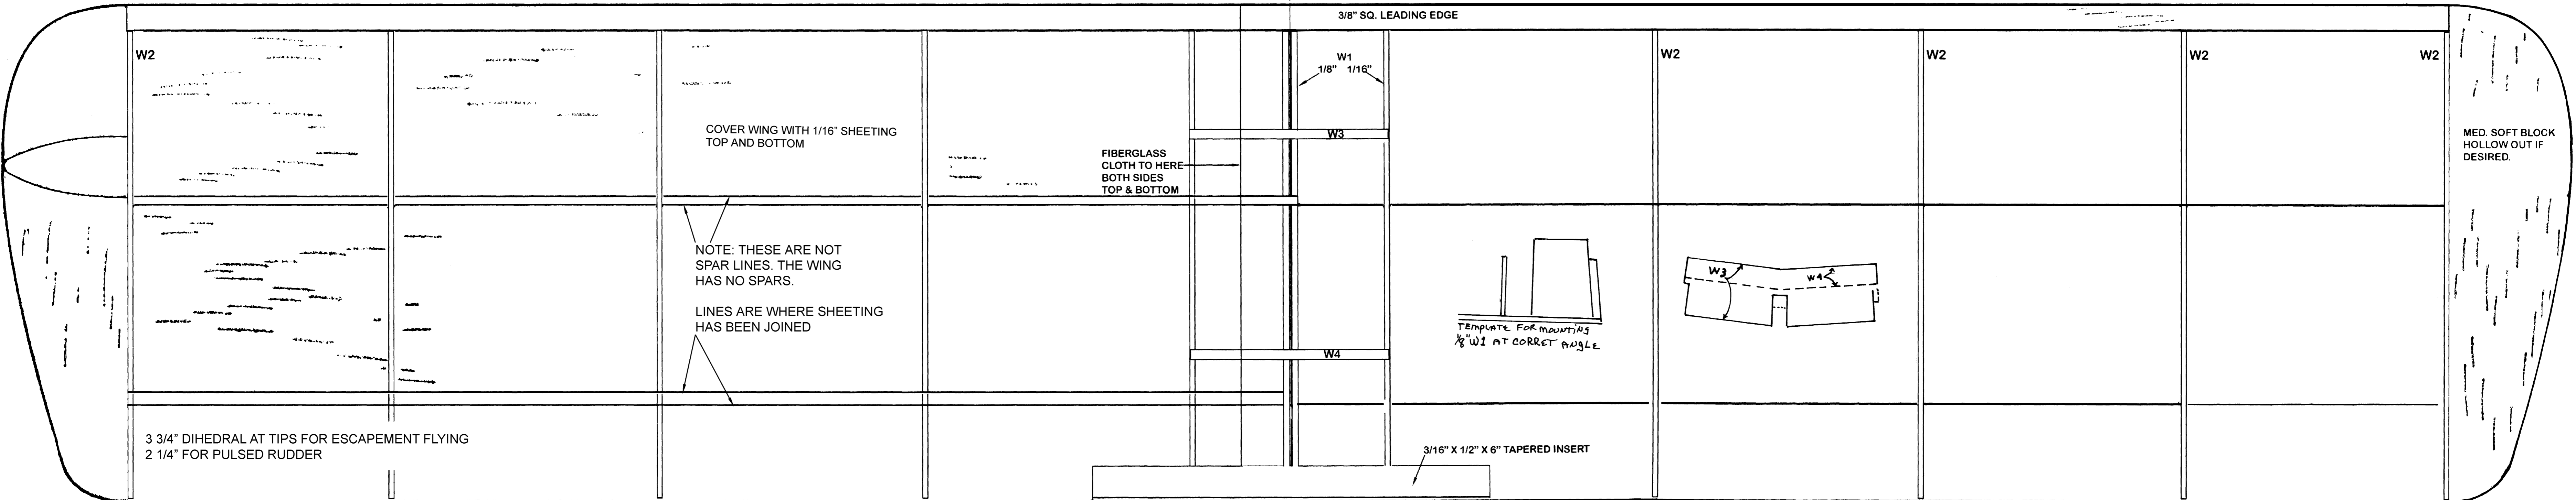 3/8" SQ. LEADING EDGE
W2
W1
1/8" 1/16"
W2
W2
W2
W2
COVER WING WITH 1/16" SHEETING
TOP AND BOTTOM
W3
FIBERGLASS
CLOTH TO HERE
BOTH SIDES
TOP & BOTTOM
MED. SOFT BLOCK
HOLLOW OUT IF
DESIRED.
NOTE: THESE ARE NOT
SPAR LINES. THE WING
HAS NO SPARS.
LINES ARE WHERE SHEETING
HAS BEEN JOINED
W3
W4
TEMPLATE FOR MOUNTING
1/8" W1 AT CORRET ANGLE
W4
3 3/4" DIHEDRAL AT TIPS FOR ESCAPEMENT FLYING
2 1/4" FOR PULSED RUDDER
3/16" X 1/2" X 6" TAPERED INSERT